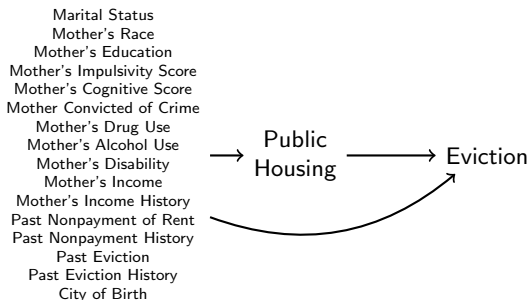 Marital Status
Mother's Race
Mother's Education
Mother's Impulsivity Score
Mother's Cognitive Score
Mother Convicted of Crime
Mother's Drug Use
Mother's Alcohol Use
Mother's Disability
Mother's Income
Mother's Income History
Past Nonpayment of Rent
Past Nonpayment History
Past Eviction
Past Eviction History
City of Birth
Public
Housing
Eviction